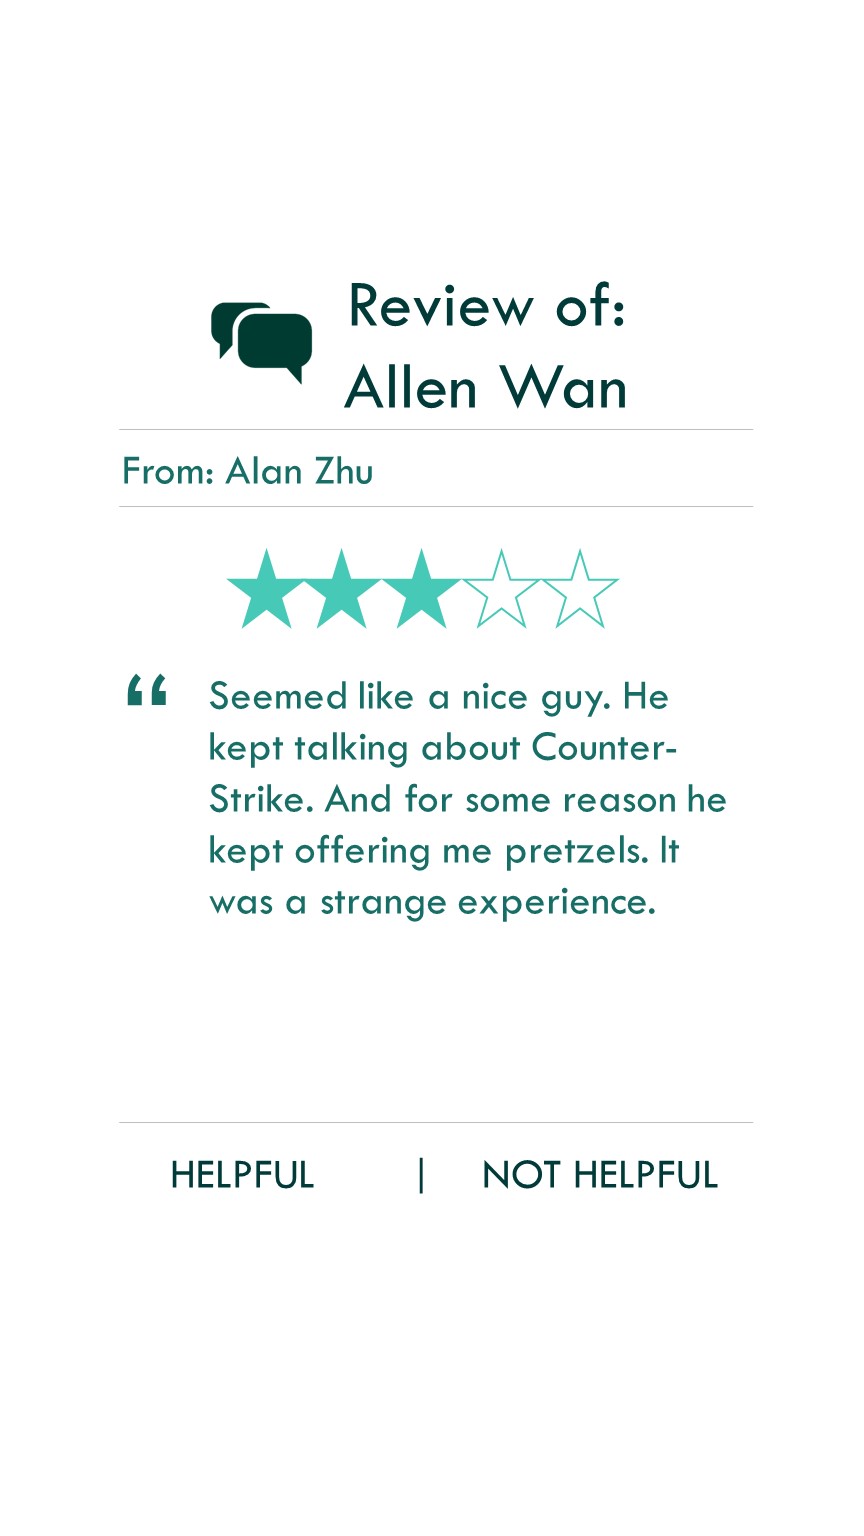 Review of:
Allen Wan
From: Alan Zhu
“ Seemed like a nice guy. He
kept talking about Counter-
Strike. And for some reason he
kept offering me pretzels. It
was a strange experience.
HELPFUL | NOT HELPFUL